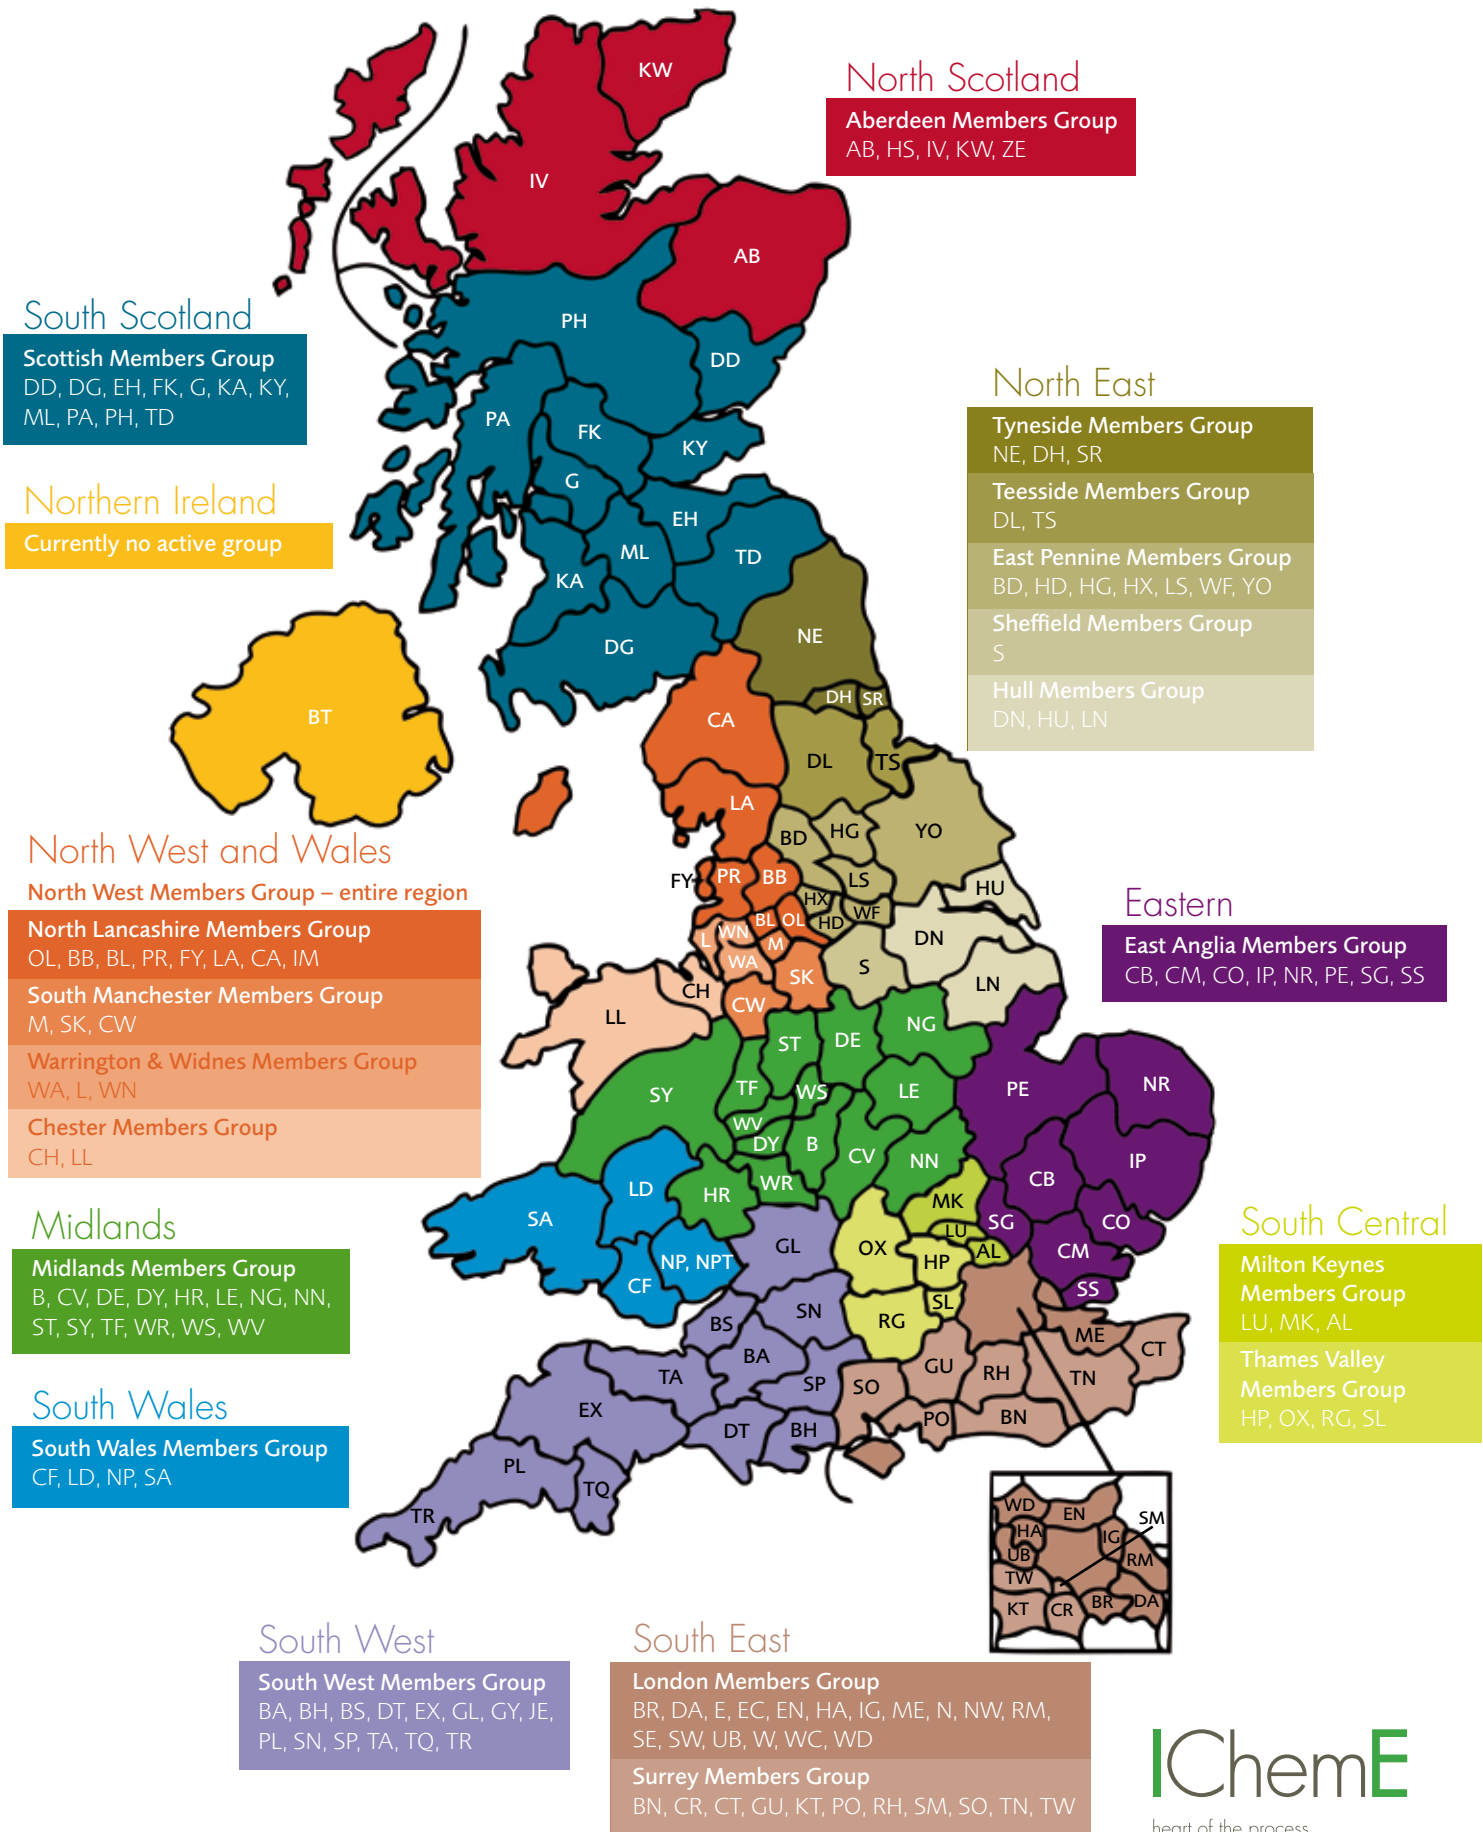 North Scotland
Aberdeen Members Group
AB, HS, IV, KW, ZE
South Scotland
Scottish Members Group
DD, DG, EH, FK, G, KA, KY,
ML, PA, PH, TD
Northern Ireland
Currently no active group
North East
Tyneside Members Group
NE, DH, SR
Teesside Members Group
DL, TS
East Pennine Members Group
BD, HD, HG, HX, LS, WF, YO
Sheffield Members Group
S
Hull Members Group
DN, HU, LN
North West and Wales
North West Members Group – entire region
North Lancashire Members Group
OL, BB, BL, PR, FY, LA, CA, IM
South Manchester Members Group
M, SK, CW
Warrington & Widnes Members Group
WA, L, WN
Chester Members Group
CH, LL
Eastern
East Anglia Members Group
CB, CM, CO, IP, NR, PE, SG, SS
Midlands
Midlands Members Group
B, CV, DE, DY, HR, LE, NG, NN,
ST, SY, TF, WR, WS, WV
South Central
Milton Keynes
Members Group
LU, MK, AL
Thames Valley
Members Group
HP, OX, RG, SL
South Wales
South Wales Members Group
CF, LD, NP, SA
South West
South West Members Group
BA, BH, BS, DT, EX, GL, GY, JE,
PL, SN, SP, TA, TQ, TR
South East
London Members Group
BR, DA, E, EC, EN, HA, IG, ME, N, NW, RM,
SE, SW, UB, W, WC, WD
Surrey Members Group
BN, CR, CT, GU, KT, PO, RH, SM, SO, TN, TW
KW
IV
AB
PH
DD
PA
FK
KY
G
EH
ML
TD
KA
DG
NE
BT
DH
SR
CA
DL
TS
LA
BD
HG
YO
FY
PR
BB
LS
HU
HX
BL
OL
HD
WF
WN
L
M
DN
WA
S
SK
CH
LN
CW
LL
NG
ST
DE
TF
WS
LE
PE
NR
SY
WV
DY
B
CV
NN
IP
WR
CB
LD
HR
MK
SA
SG
CO
LU
GL
OX
AL
CM
NP, NPT
HP
CF
SS
SL
SN
BS
RG
ME
BA
CT
GU
RH
TN
TA
SP
SO
EX
PO
BN
DT
BH
PL
TQ
TR
WD
EN
SM
HA
IG
UB
RM
TW
KT
CR
BR
DA
IChemE
heart of the process